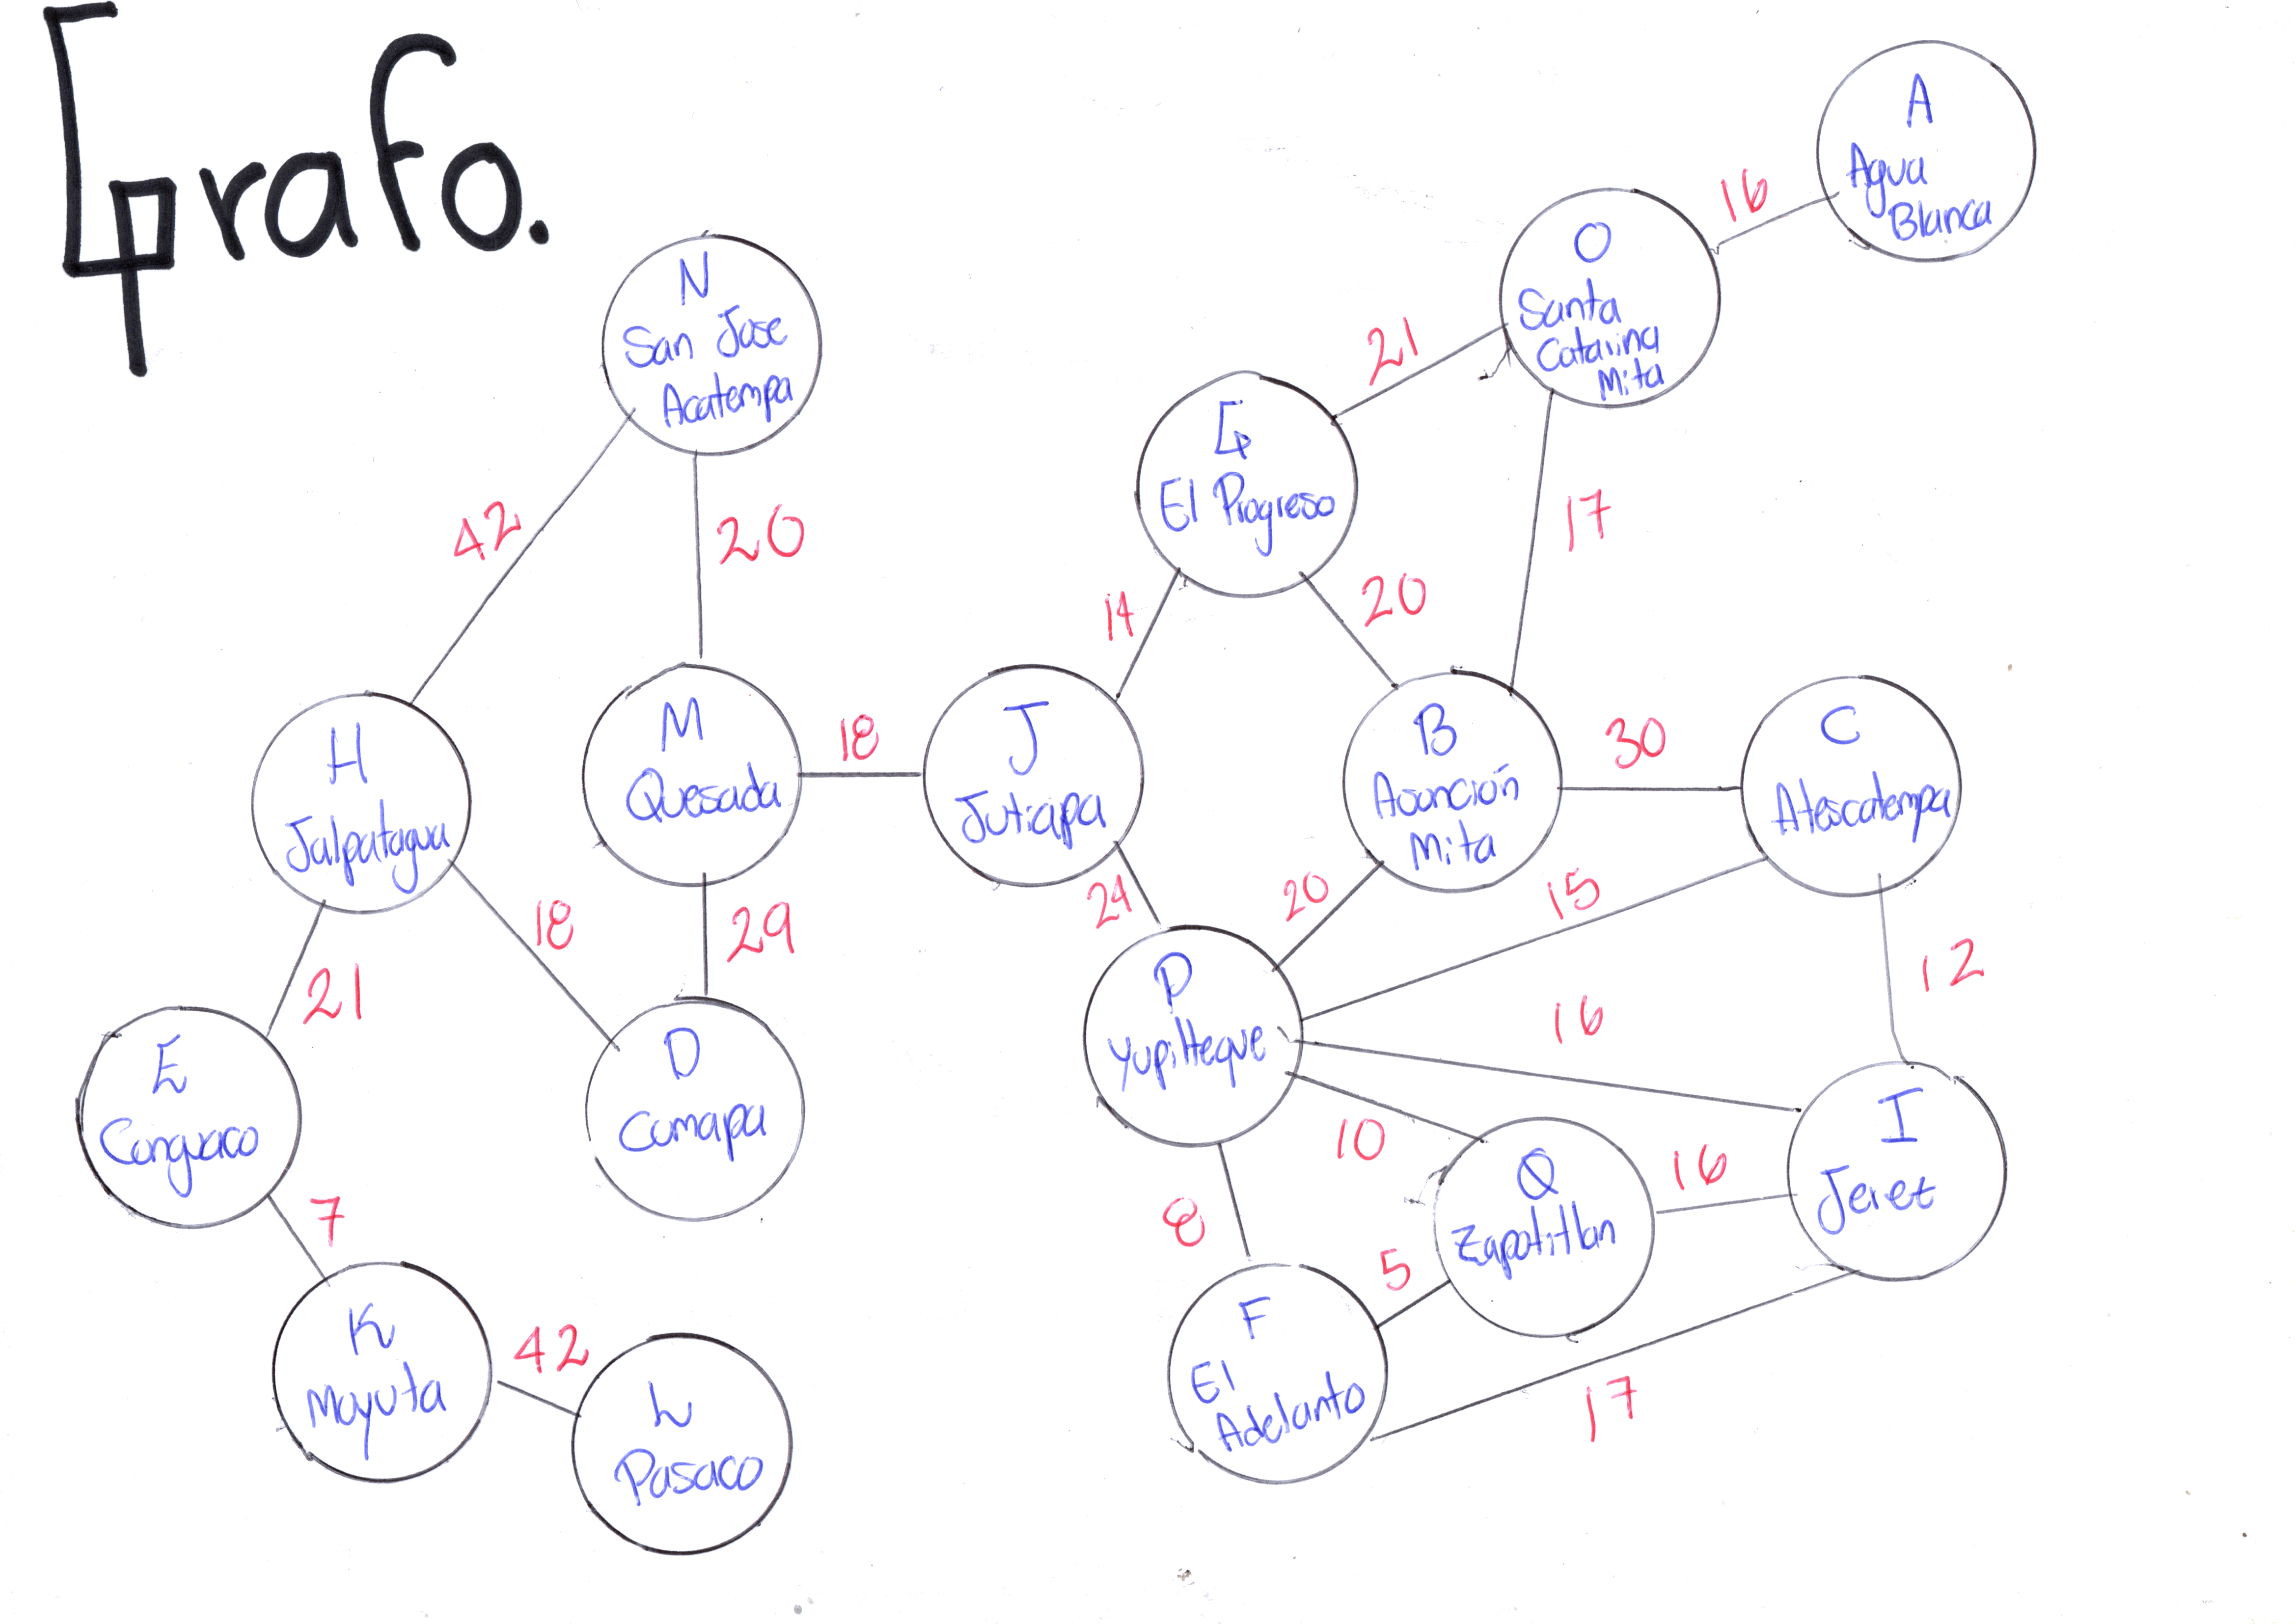 Grafo.
A
Agua
Blanca
16
O
Santa
Catarina
Mita
N
San Jose
Acatempa
21
G
El Progreso
42
20
17
14
20
H
Jalpatagua
M
Quesada
18
J
Jutiapa
B
Asunción
Mita
30
C
Atescatempa
18
29
24
20
15
12
21
P
Yupilteque
16
E
Conguaco
D
Comapa
10
I
Jerez
7
8
Q
Zapotitlan
16
5
K
Moyuta
42
L
Pasaco
F
El
Adelanto
17